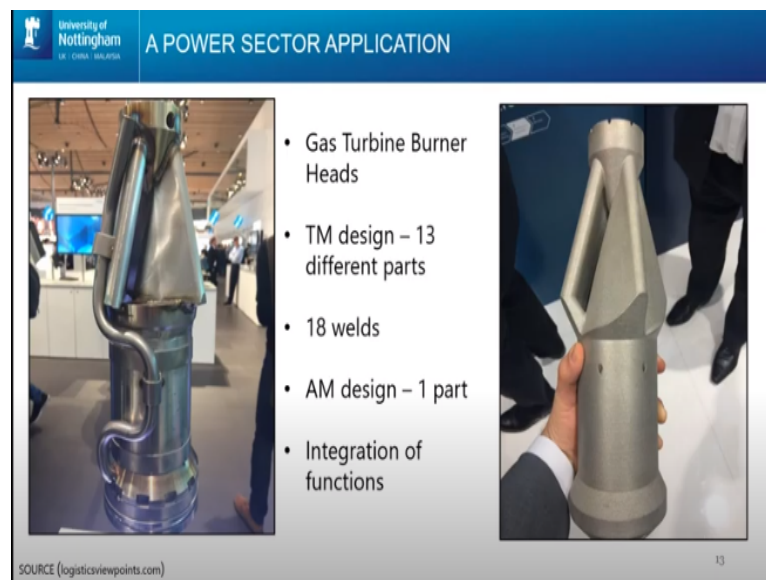 University of
Nottingham
UK | CHINA | MALAYSIA
A POWER SECTOR APPLICATION
• Gas Turbine Burner
Heads
• TM design – 13
different parts
• 18 welds
• AM design – 1 part
• Integration of
functions
SOURCE (logisticsviewpoints.com)
13